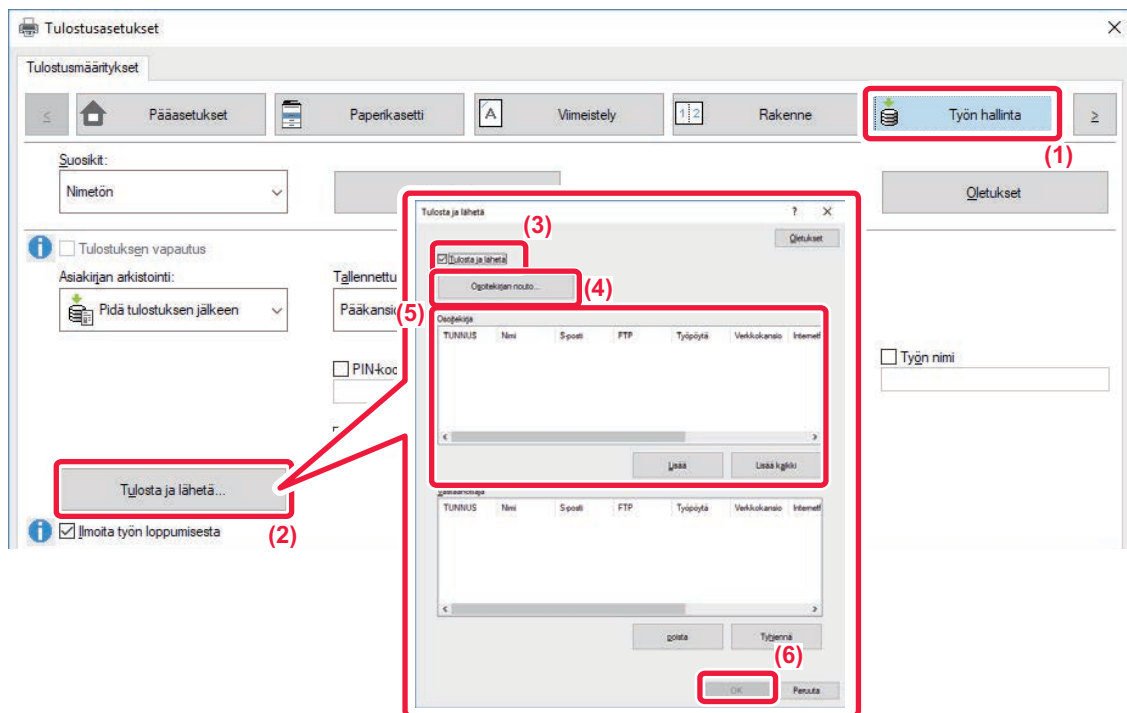 Tulostusasetukset
Tulostusmääritykset
Pääasetukset
Paperikasetti
Viimeistely
Rakenne
Työn hallinta
(1)
Suosikit:
Nimetön
Oletukset
Tulostuksen vapautus
Asiakirjan arkistointi:
Pidä tulostuksen jälkeen
Tallennettu
Pääkansio
PIN-koo
Työn nimi
Tulosta ja lähetä...
(2)
Ilmoita työn loppumisesta
Tulosta ja lähetä
?
Oletukset
(3)
Tulosta ja lähetä
Osoitekirjan nouto...
(4)
(5)
Osoitekirja
TUNNUS Nimi S-posti FTP Työpöytä Verkkokansio Internetf
Lisää
Lisää kaikki
Vastaanottaja
TUNNUS Nimi S-posti FTP Työpöytä Verkkokansio Internetf
poista
Tyhjennä
(6)
OK
Peruuta